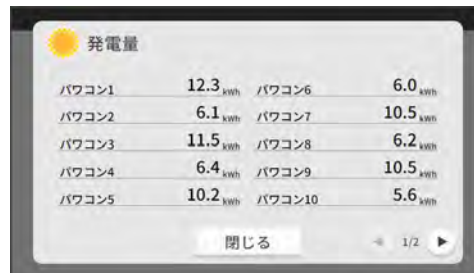 発電量
パワコン1 12.3 kWh パワコン6 6.0 kWh
パワコン2 6.1 kWh パワコン7 10.5 kWh
パワコン3 11.5 kWh パワコン8 6.2 kWh
パワコン4 6.4 kWh パワコン9 10.5 kWh
パワコン5 10.2 kWh パワコン10 5.6 kWh
閉じる 1/2